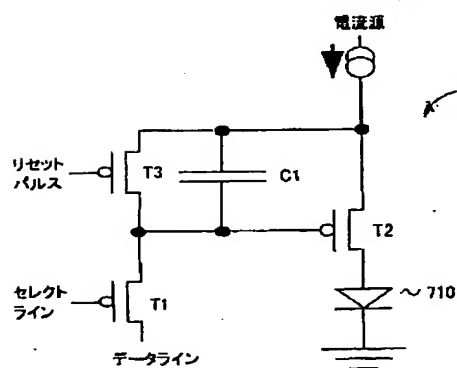 電流源
リセット
パルス
T3
C1
T2
セレクト
ライン
T1
~710
データライン